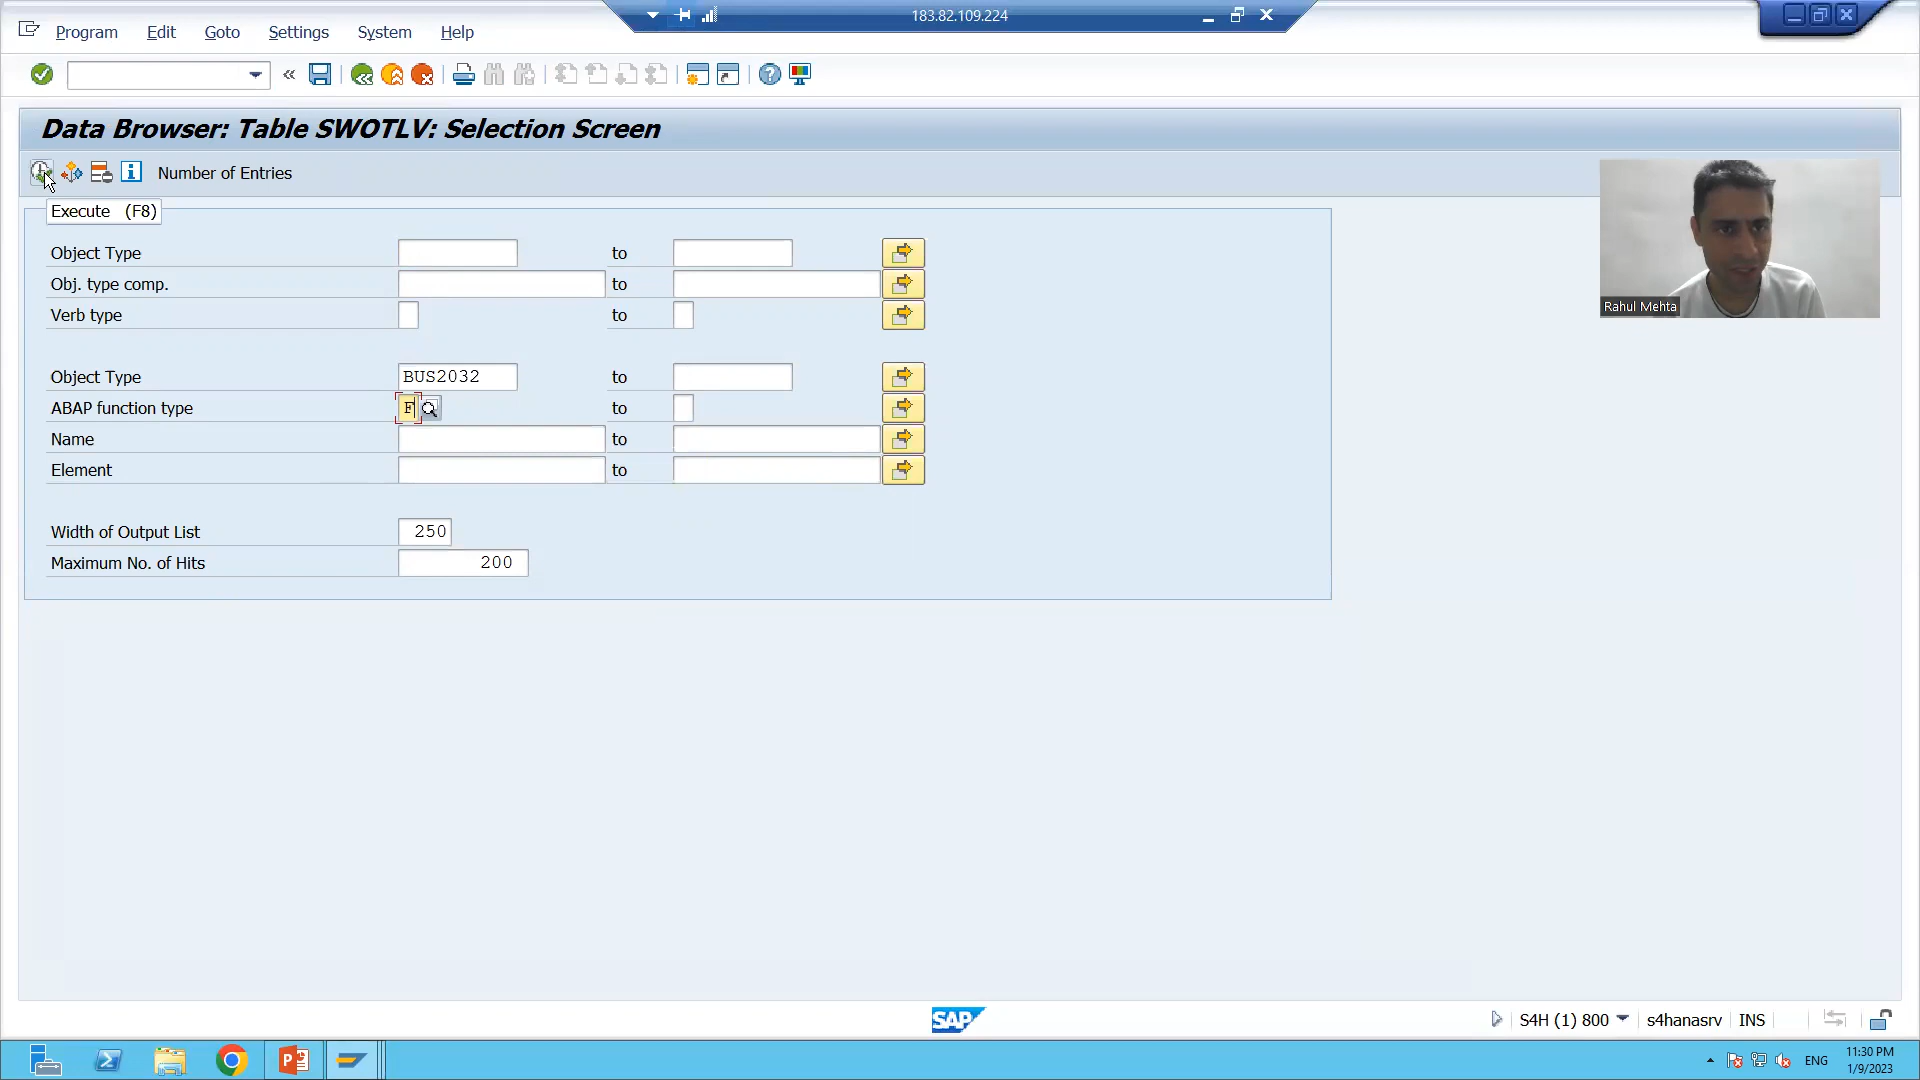 183.82.109.224
Program Edit Goto Settings System Help
Data Browser: Table SWOTLV: Selection Screen
Number of Entries
Execute (F8)
Object Type to
Obj. type comp. to
Verb type to
Object Type BUS2032 to
ABAP function type F to
Name to
Element to
Width of Output List 250
Maximum No. of Hits 200
Rahul Mehta
SAP
S4H (1) 800 s4hanasrv INS
ENG
11:30 PM
1/9/2023